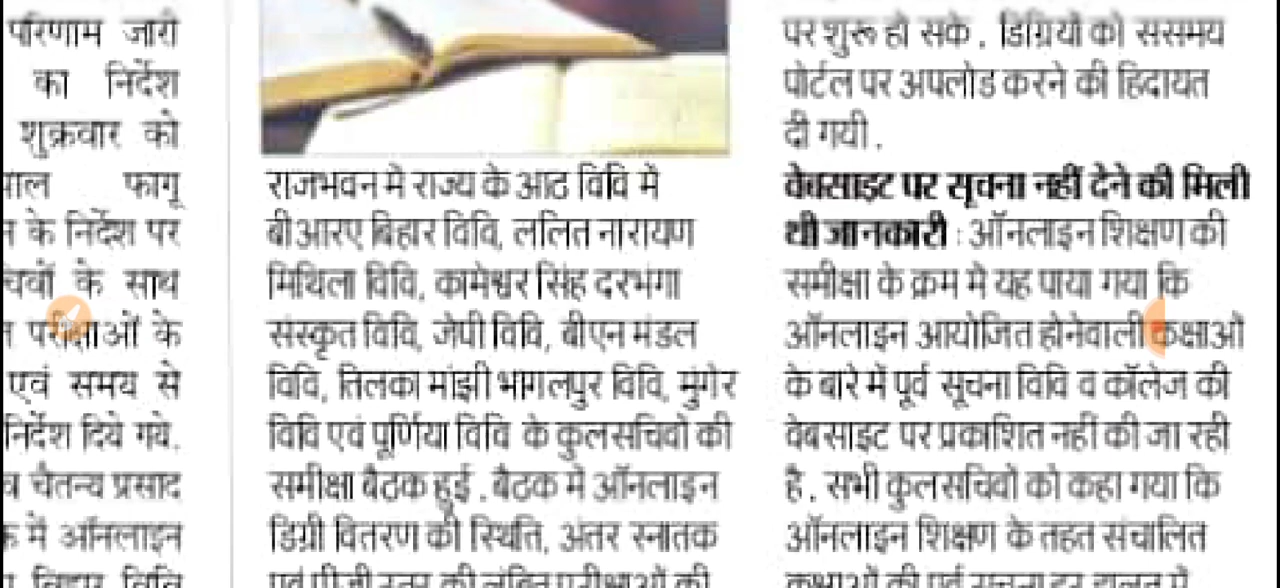 परिणाम जारी
का निर्देश
शुक्रवार को
फागू
के निर्देश पर
के साथ
परीक्षाओं के
एवं समय से
निर्देश दिये गये.
चैतन्य प्रसाद
में ऑनलाइन
राजभवन में राज्य के आठ विवि में
बीआरए बिहार विवि, ललित नारायण
मिथिला विवि, कामेश्वर सिंह दरभंगा
संस्कृत विवि, जेपी विवि, बीएन मंडल
विवि, तिलका मांझी भागलपुर विवि, मुंगेर
विवि एवं पूर्णिया विवि के कुलसचिवों की
समीक्षा बैठक हुई . बैठक में ऑनलाइन
डिग्री वितरण की स्थिति, अंतर स्नातक
पर शुरू हो सके . डिग्रियों को ससमय
पोर्टल पर अपलोड करने की हिदायत
दी गयी .
वेबसाइट पर सूचना नहीं देने की मिली
थी जानकारी : ऑनलाइन शिक्षण की
समीक्षा के क्रम में यह पाया गया कि
ऑनलाइन आयोजित होनेवाली कक्षाओं
के बारे में पूर्व सूचना विवि व कॉलेज की
वेबसाइट पर प्रकाशित नहीं की जा रही
है . सभी कुलसचिवों को कहा गया कि
ऑनलाइन शिक्षण के तहत संचालित